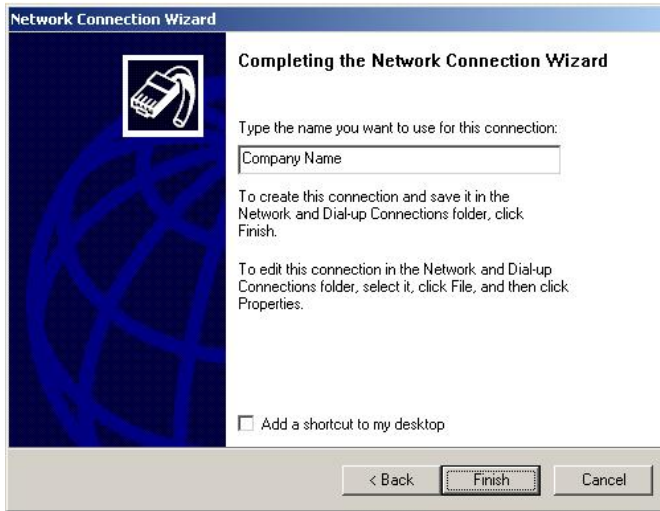 Network Connection Wizard
Completing the Network Connection Wizard
Type the name you want to use for this connection:
Company Name
To create this connection and save it in the
Network and Dial-up Connections folder, click
Finish.
To edit this connection in the Network and Dial-up
Connections folder, select it, click File, and then click
Properties.
Add a shortcut to my desktop
< Back
Finish
Cancel